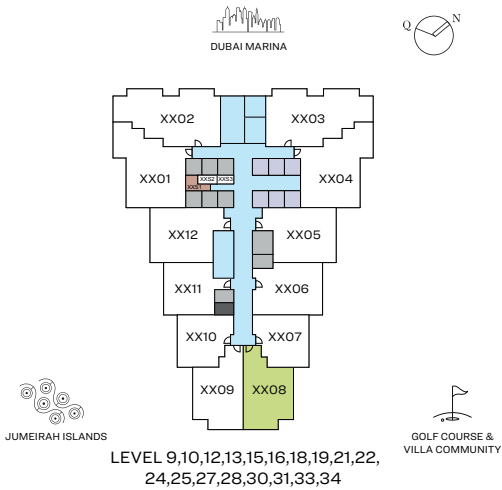 DUBAI MARINA
Q N
XX02 XX03
XX01 XXS2 XXS3 XX04
XXS1
XX12 XX05
XX11 XX06
XX10 XX07
XX09 XX08
JUMEIRAH ISLANDS
GOLF COURSE &
VILLA COMMUNITY
LEVEL 9,10,12,13,15,16,18,19,21,22,
24,25,27,28,30,31,33,34